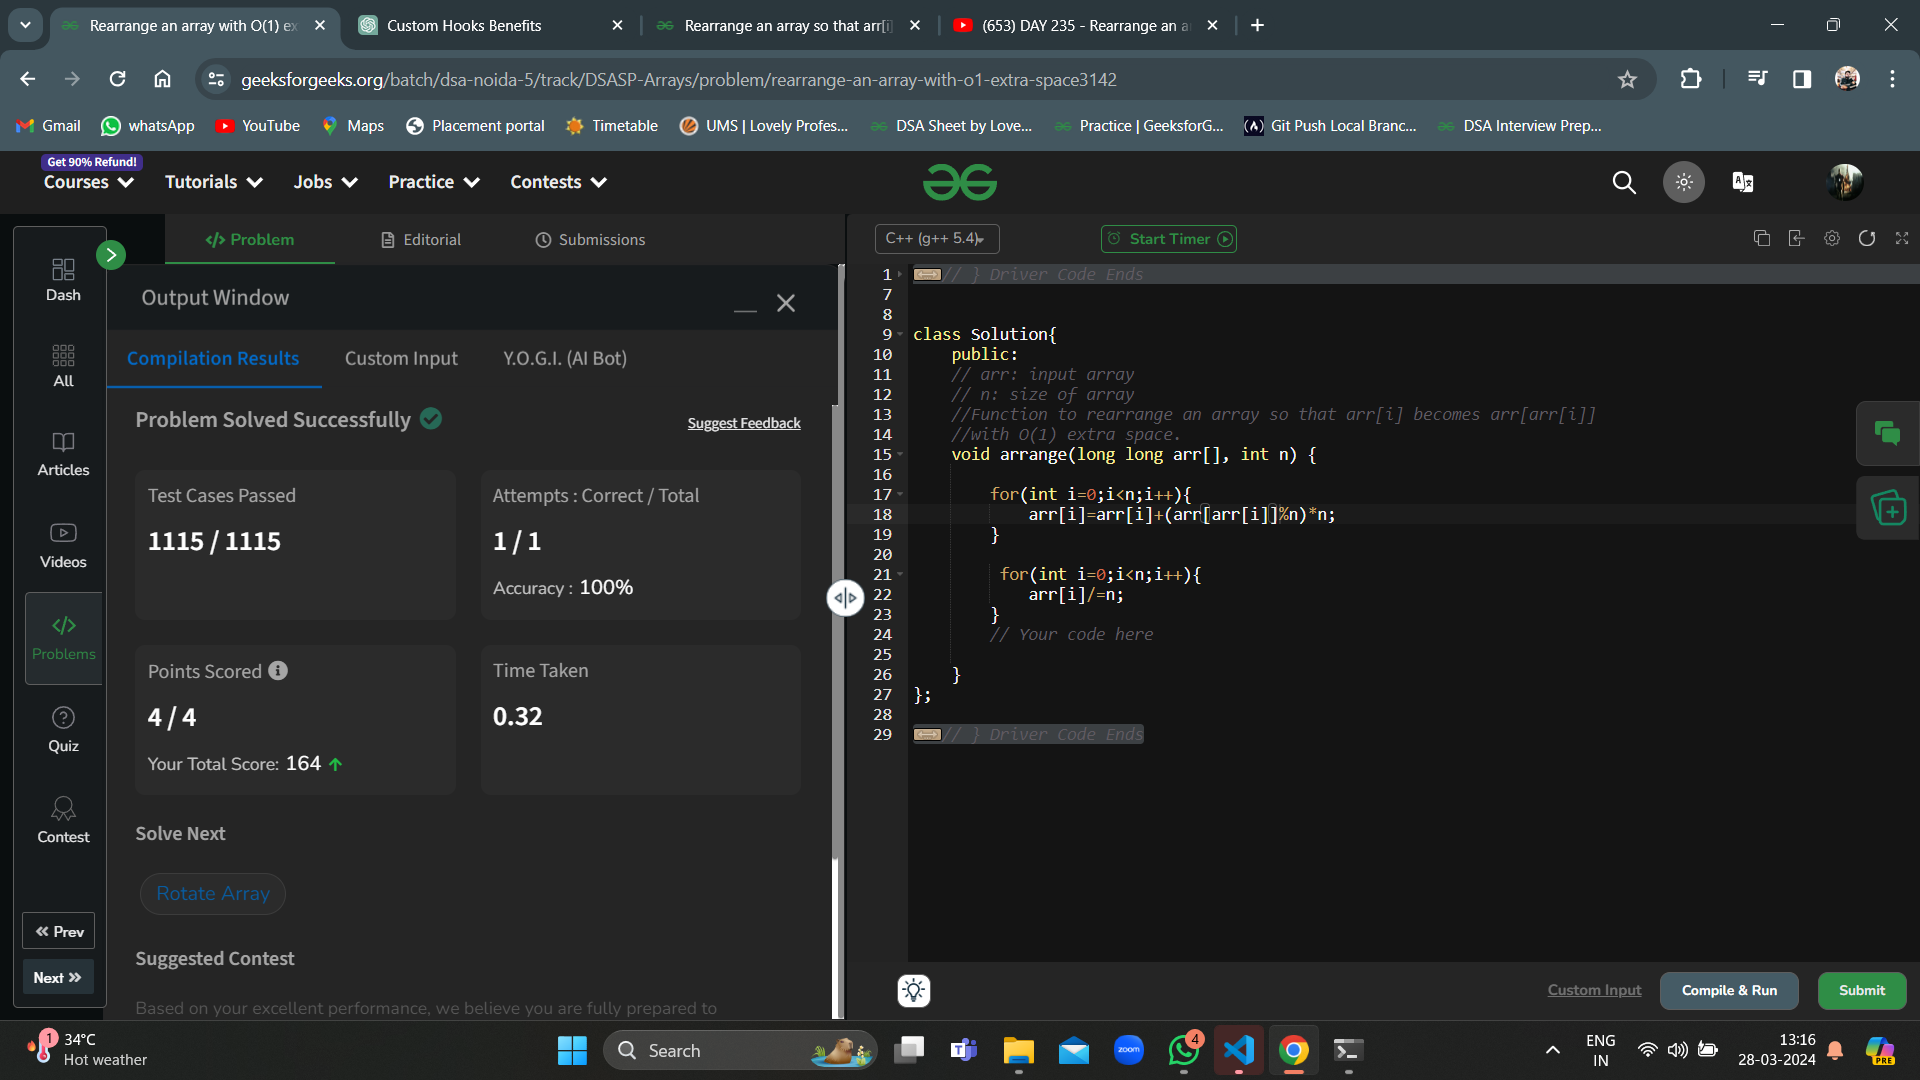 Rearrange an array with O(1) ex
Custom Hooks Benefits
Rearrange an array so that arr[i]
(653) DAY 235 - Rearrange an a
geeksforgeeks.org/batch/dsa-noida-5/track/DSASP-Arrays/problem/rearrange-an-array-with-o1-extra-space3142
Gmail
whatsApp
YouTube
Maps
Placement portal
Timetable
UMS | Lovely Profes...
DSA Sheet by Love...
Practice | GeeksforG...
Git Push Local Branc...
DSA Interview Prep...
Get 90% Refund!
Courses
Tutorials
Jobs
Practice
Contests
Dash
All
Articles
Videos
Problems
Quiz
Contest
Prev
Next
Problem
Editorial
Submissions
Output Window
Compilation Results
Custom Input
Y.O.G.I. (AI Bot)
Problem Solved Successfully
Suggest Feedback
Test Cases Passed
1115 / 1115
Attempts : Correct / Total
1 / 1
Accuracy : 100%
Points Scored
4 / 4
Your Total Score: 164
Time Taken
0.32
Solve Next
Rotate Array
Suggested Contest
Based on your excellent performance, we believe you are fully prepared to
C++ (g++ 5.4)
Start Timer
1 // } Driver Code Ends
7
8
9 class Solution{
10 public:
11 // arr: input array
12 // n: size of array
13 //Function to rearrange an array so that arr[i] becomes arr[arr[i]]
14 //with O(1) extra space.
15 void arrange(long long arr[], int n) {
16
17 for(int i=0;i<n;i++){
18 arr[i]=arr[i]+(arr[arr[i]]%n)*n;
19 }
20
21 for(int i=0;i<n;i++){
22 arr[i]/=n;
23 }
24 // Your code here
25
26 }
27 };
28
29 // } Driver Code Ends
Custom Input
Compile & Run
Submit
1
34°C
Hot weather
Search
zoom
4
ENG
IN
13:16
28-03-2024
PRE